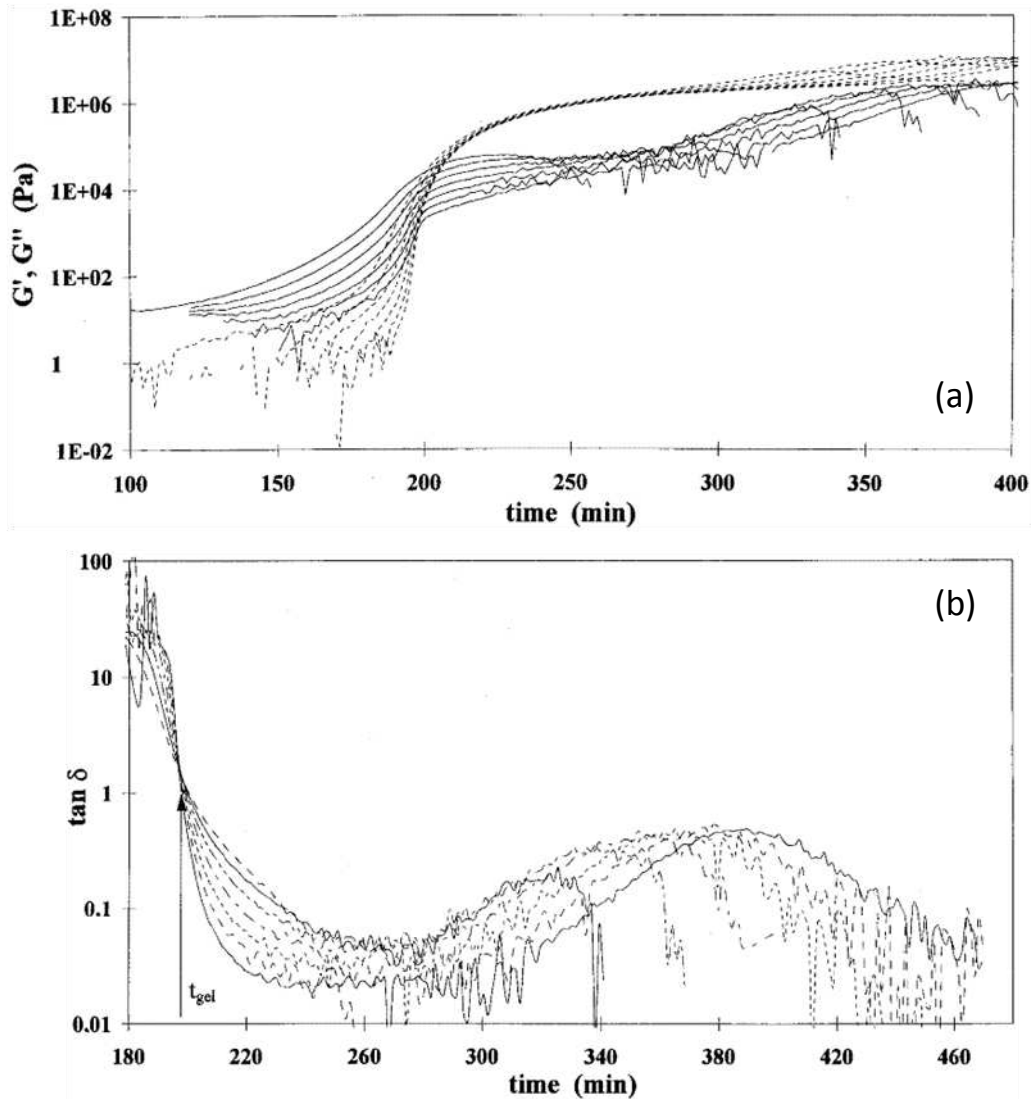 1E+08
1E+06
1E+04
1E+02
1
1E-02
G', G" (Pa)
(a)
100 150 200 250 300 350 400
time (min)
100
10
1
0.1
0.01
tan δ
(b)
t_gel
180 220 260 300 340 380 420 460
time (min)